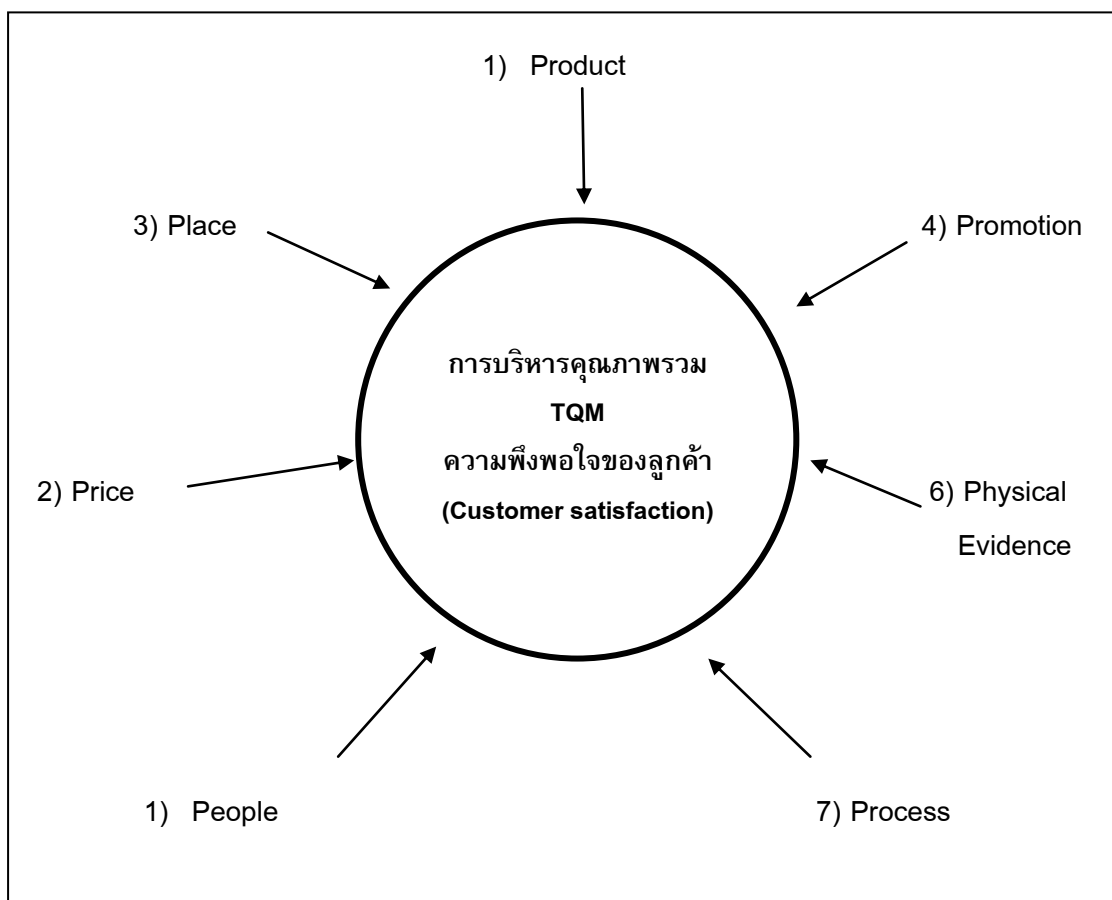 1) Product
3) Place
4) Promotion
การบริหารคุณภาพรวม
TQM
ความพึงพอใจของลูกค้า
(Customer satisfaction)
2) Price
6) Physical
Evidence
1) People
7) Process